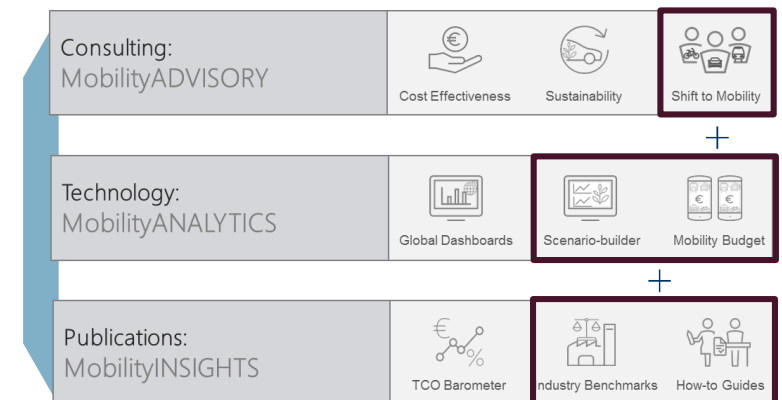 Consulting:
MobilityADVISORY
Cost Effectiveness
Sustainability
Shift to Mobility
+
Technology:
MobilityANALYTICS
Global Dashboards
Scenario-builder
Mobility Budget
+
Publications:
MobilityINSIGHTS
TCO Barometer
ndustry Benchmarks
How-to Guides